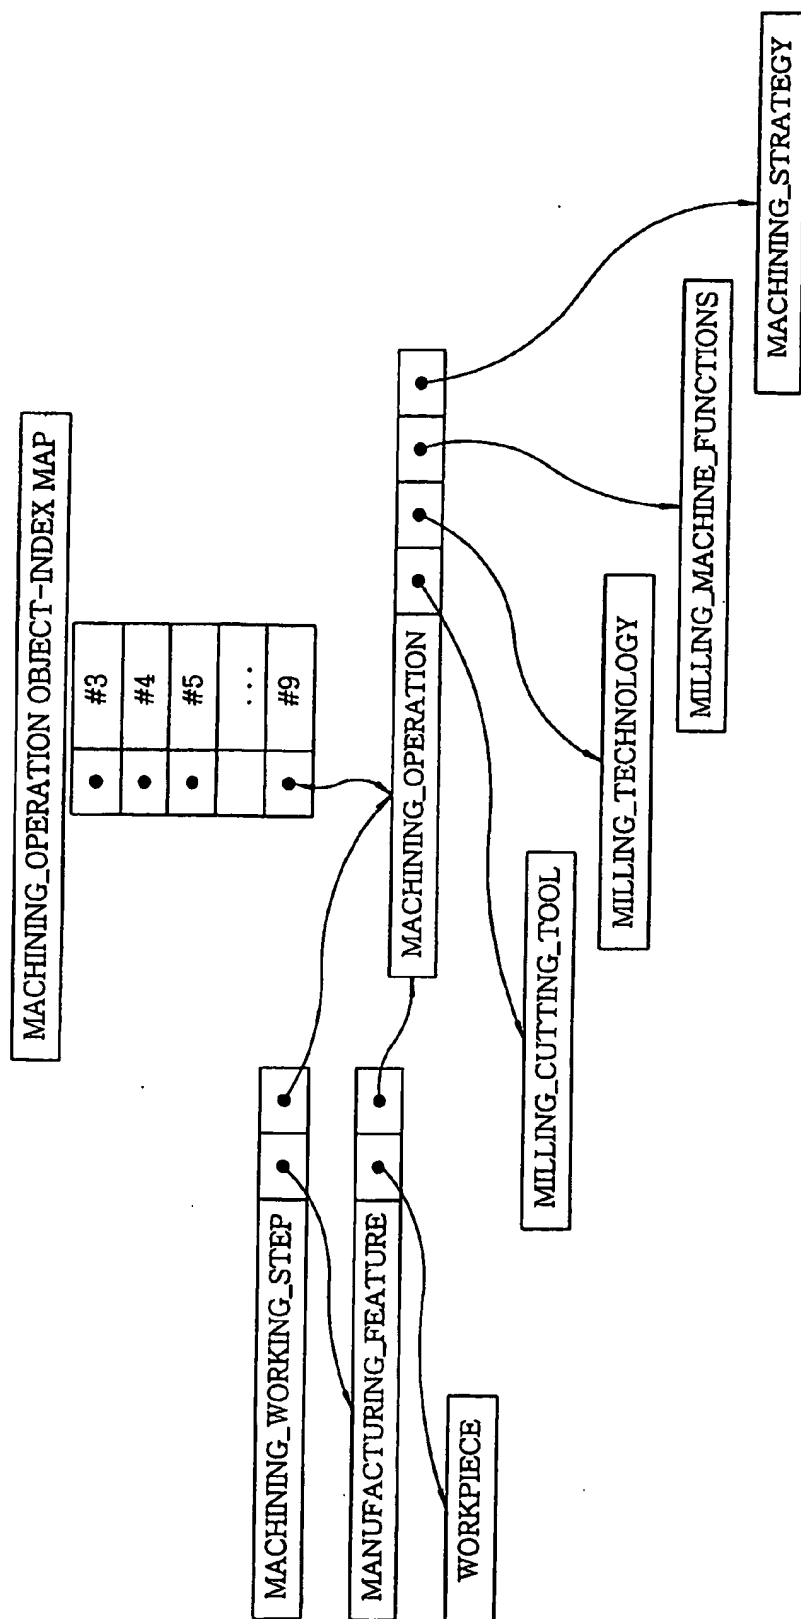 MACHINING_OPERATION OBJECT-INDEX MAP
#3
#4
#5
...
#9
MACHINING_WORKING_STEP
MANUFACTURING_FEATURE
WORKPIECE
MACHINING_OPERATION
MILLING_CUTTING_TOOL
MILLING_TECHNOLOGY
MILLING_MACHINE_FUNCTIONS
MACHINING_STRATEGY